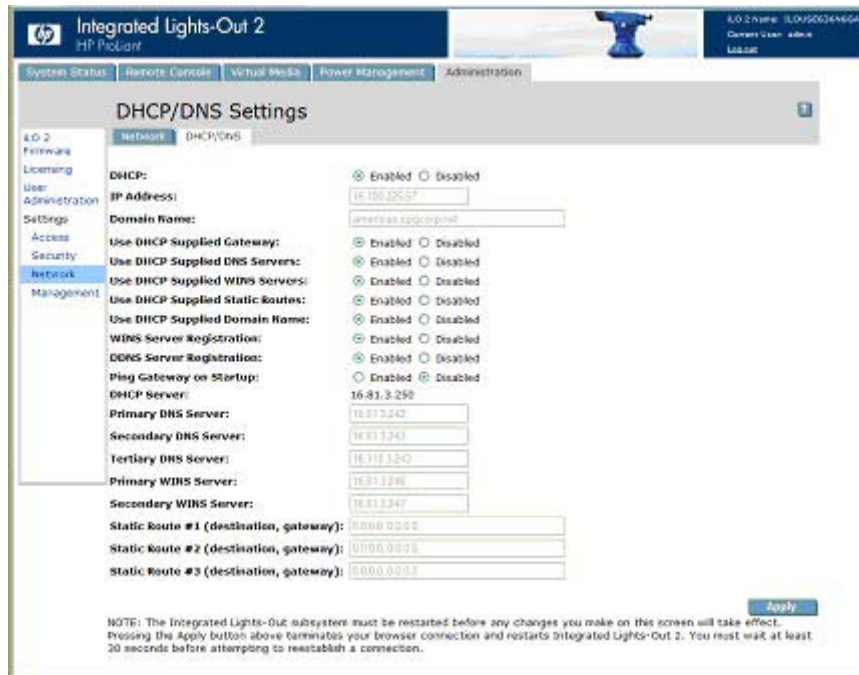 Integrated Lights-Out 2
HP ProLiant
Current User: admin
Log out
System Status
Remote Console
Virtual Media
Power Management
Administration
DHCP/DNS Settings
?
Network
DHCP/DNS
iLO 2
Firmware
Licensing
User
Administration
Settings
Access
Security
Network
Management
DHCP: Enabled Disabled
IP Address:
Domain Name: americas.cpqcorp.net
Use DHCP Supplied Gateway: Enabled Disabled
Use DHCP Supplied DNS Servers: Enabled Disabled
Use DHCP Supplied WINS Servers: Enabled Disabled
Use DHCP Supplied Static Routes: Enabled Disabled
Use DHCP Supplied Domain Name: Enabled Disabled
WINS Server Registration: Enabled Disabled
DDNS Server Registration: Enabled Disabled
Ping Gateway on Startup: Enabled Disabled
DHCP Server: 16.81.3.250
Primary DNS Server:
Secondary DNS Server:
Tertiary DNS Server:
Primary WINS Server:
Secondary WINS Server:
Static Route #1 (destination, gateway):
Static Route #2 (destination, gateway):
Static Route #3 (destination, gateway):
Apply
NOTE: The Integrated Lights-Out subsystem must be restarted before any changes you make on this screen will take effect.
Pressing the Apply button above terminates your browser connection and restarts Integrated Lights-Out 2. You must wait at least
30 seconds before attempting to reestablish a connection.